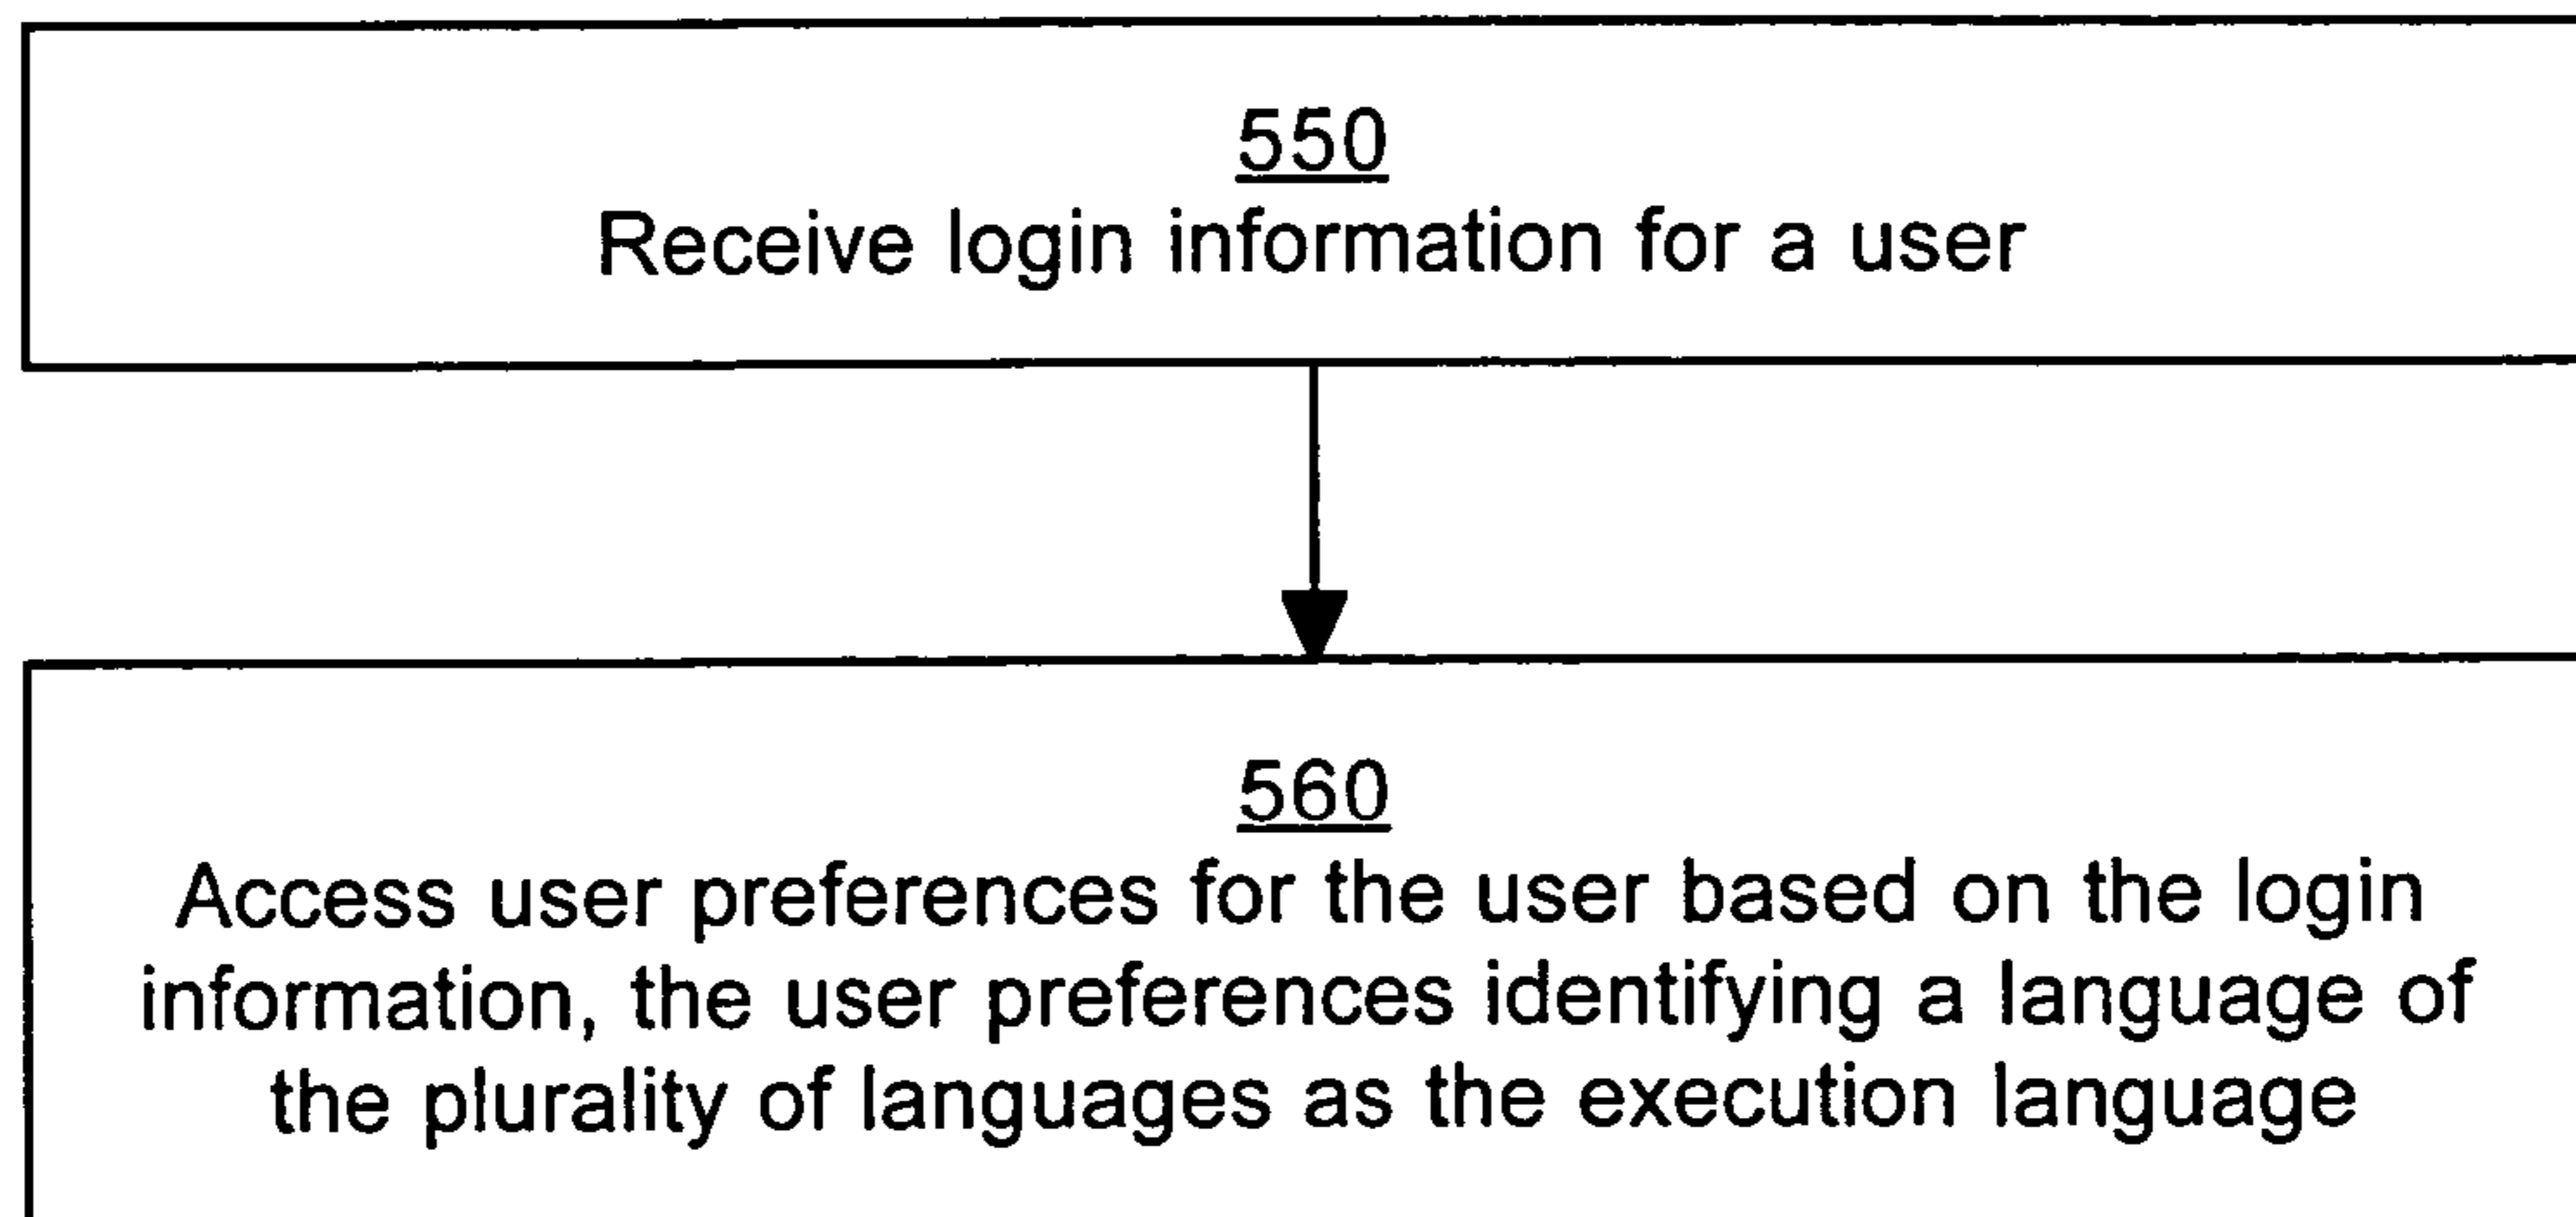 550
Receive login information for a user
560
Access user preferences for the user based on the login
information, the user preferences identifying a language of
the plurality of languages as the execution language